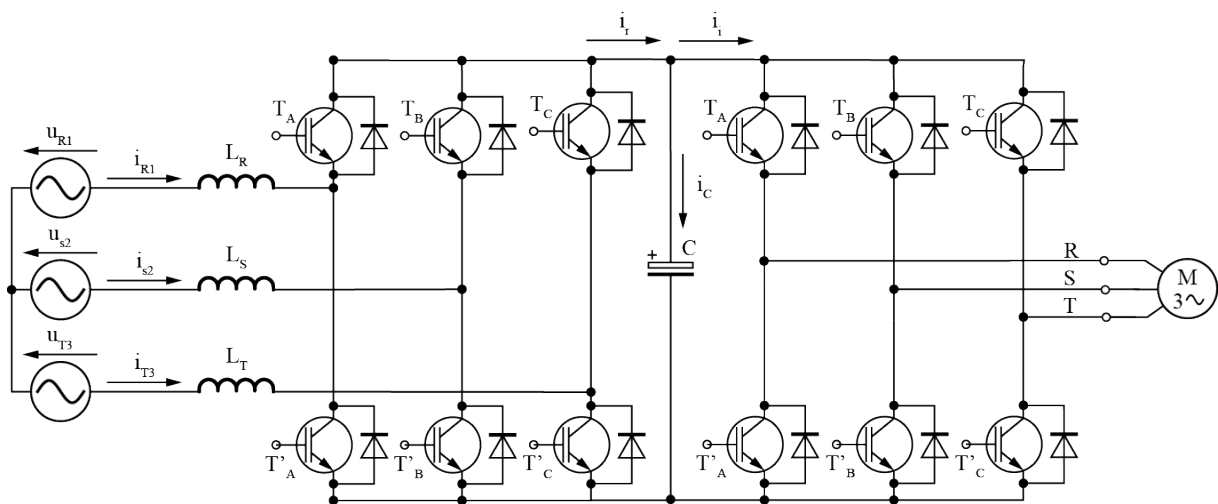 i_r i_i
T_A T_B T_C T_A T_B T_C
u_R1
i_R1 L_R
i_C
u_s2
i_s2 L_S
+ C
R
S
T
M
3~
u_T3
i_T3 L_T
T'_A T'_B T'_C T'_A T'_B T'_C